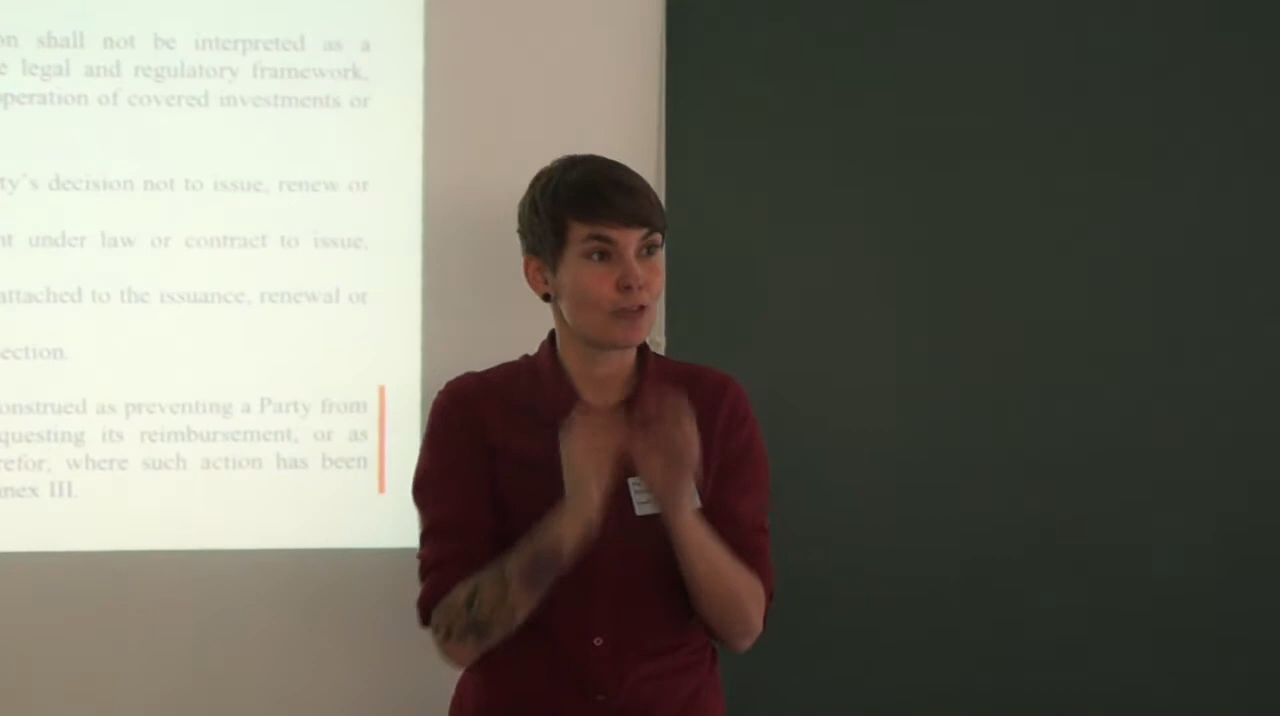 on shall not be interpreted as a
e legal and regulatory framework,
operation of covered investments or
ty's decision not to issue, renew or
nt under law or contract to issue,
attached to the issuance, renewal or
ection.
onstrued as preventing a Party from
questing its reimbursement, or as
refor, where such action has been
nex III.